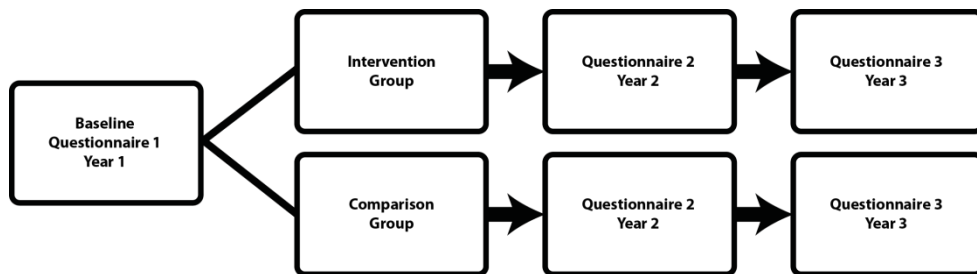 Baseline
Questionnaire 1
Year 1
Intervention
Group
Questionnaire 2
Year 2
Questionnaire 3
Year 3
Comparison
Group
Questionnaire 2
Year 2
Questionnaire 3
Year 3